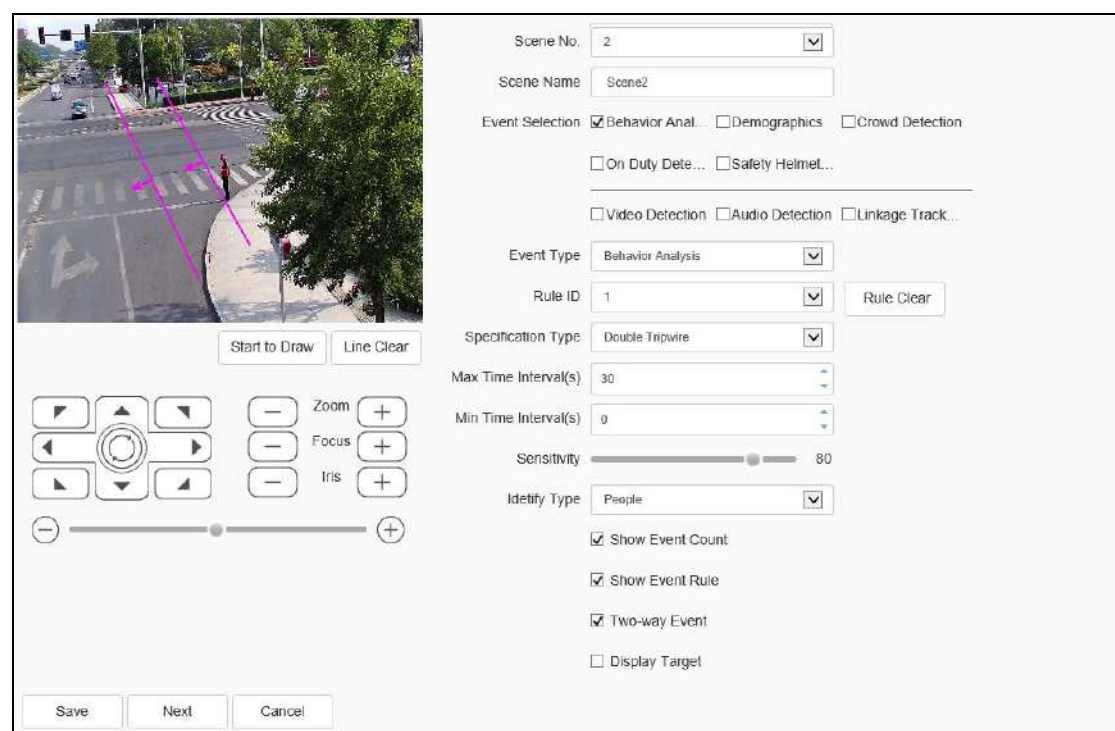 Scene No. 2
Scene Name Scene2
Event Selection Behavior Anal... Demographics Crowd Detection
On Duty Dete... Safety Helmet...
Video Detection Audio Detection Linkage Track...
Event Type Behavior Analysis
Rule ID 1 Rule Clear
Start to Draw Line Clear
Specification Type Double Tripwire
Max Time Interval(s) 30
Min Time Interval(s) 0
Zoom
Focus
Iris
Sensitivity 80
Idetify Type People
Show Event Count
Show Event Rule
Two-way Event
Display Target
Save Next Cancel